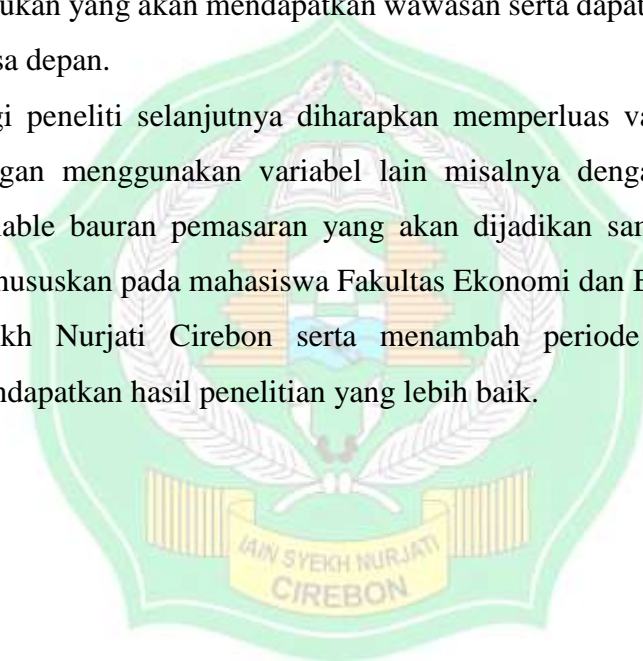 ukan yang akan mendapatkan wawasan serta dapat
sa depan.
gi peneliti selanjutnya diharapkan memperluas va
gan menggunakan variabel lain misalnya denga
iable bauran pemasaran yang akan dijadikan sar
hususkan pada mahasiswa Fakultas Ekonomi dan B
kh Nurjati Cirebon serta menambah periode
ndapatkan hasil penelitian yang lebih baik.
IAIN SYEKH NURJATI
CIREBON